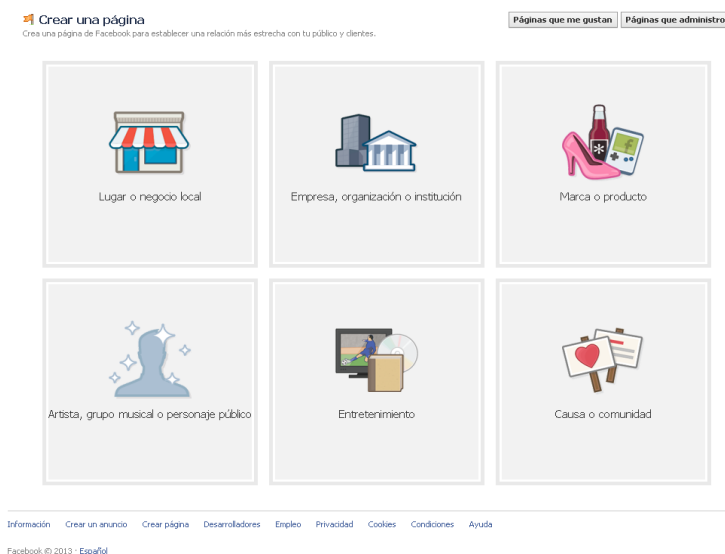 Crear una página
Páginas que me gustan
Páginas que administro
Crea una página de Facebook para establecer una relación más estrecha con tu público y clientes.
Lugar o negocio local
Empresa, organización o institución
Marca o producto
Artista, grupo musical o personaje público
Entretenimiento
Causa o comunidad
Información Crear un anuncio Crear página Desarrolladores Empleo Privacidad Cookies Condiciones Ayuda
Facebook © 2013 · Español